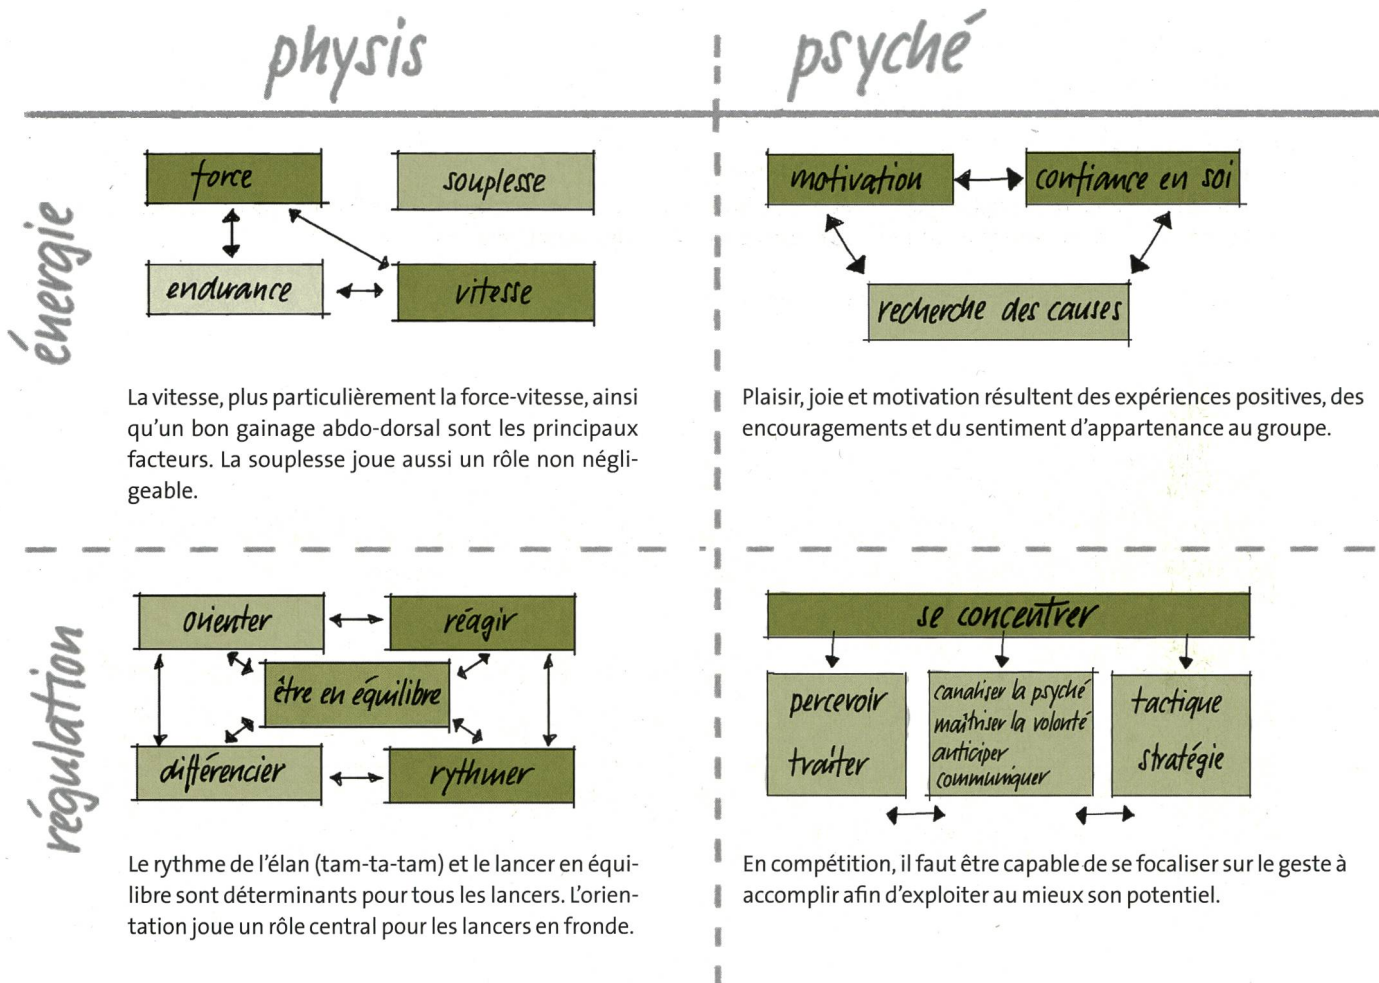 physis
psyché
énergie
force
souplesse
endurance
vitesse
La vitesse, plus particulièrement la force-vitesse, ainsi
qu'un bon gainage abdo-dorsal sont les principaux
facteurs. La souplesse joue aussi un rôle non négli-
geable.
motivation
confiance en soi
recherche des causes
Plaisir, joie et motivation résultent des expériences positives, des
encouragements et du sentiment d'appartenance au groupe.
régulation
orienter
réagir
être en équilibre
différencier
rythmer
Le rythme de l'élan (tam-ta-tam) et le lancer en équi-
libre sont déterminants pour tous les lancers. L'orien-
tation joue un rôle central pour les lancers en fronde.
se concentrer
percevoir
traiter
canaliser la psyché
maîtriser la volonté
anticiper
communiquer
tactique
stratégie
En compétition, il faut être capable de se focaliser sur le geste à
accomplir afin d'exploiter au mieux son potentiel.